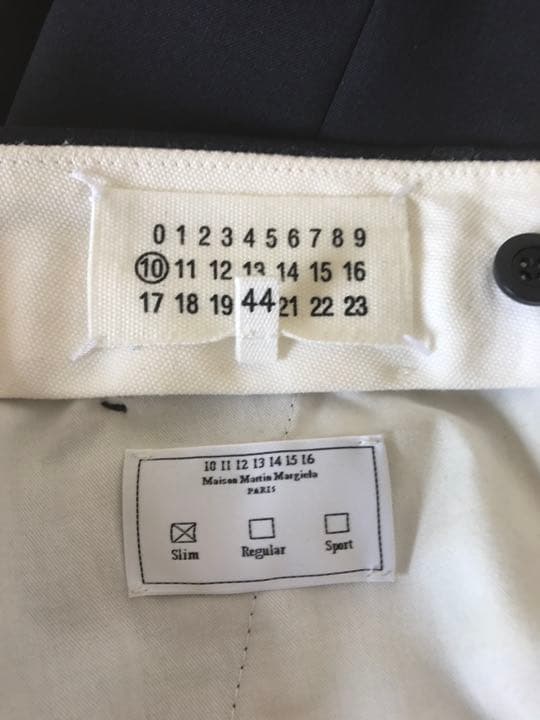 0 1 2 3 4 5 6 7 8 9
10 11 12 13 14 15 16
17 18 19 44 21 22 23
10 11 12 13 14 15 16
Maison Martin Margiela
PARIS
Slim Regular Sport